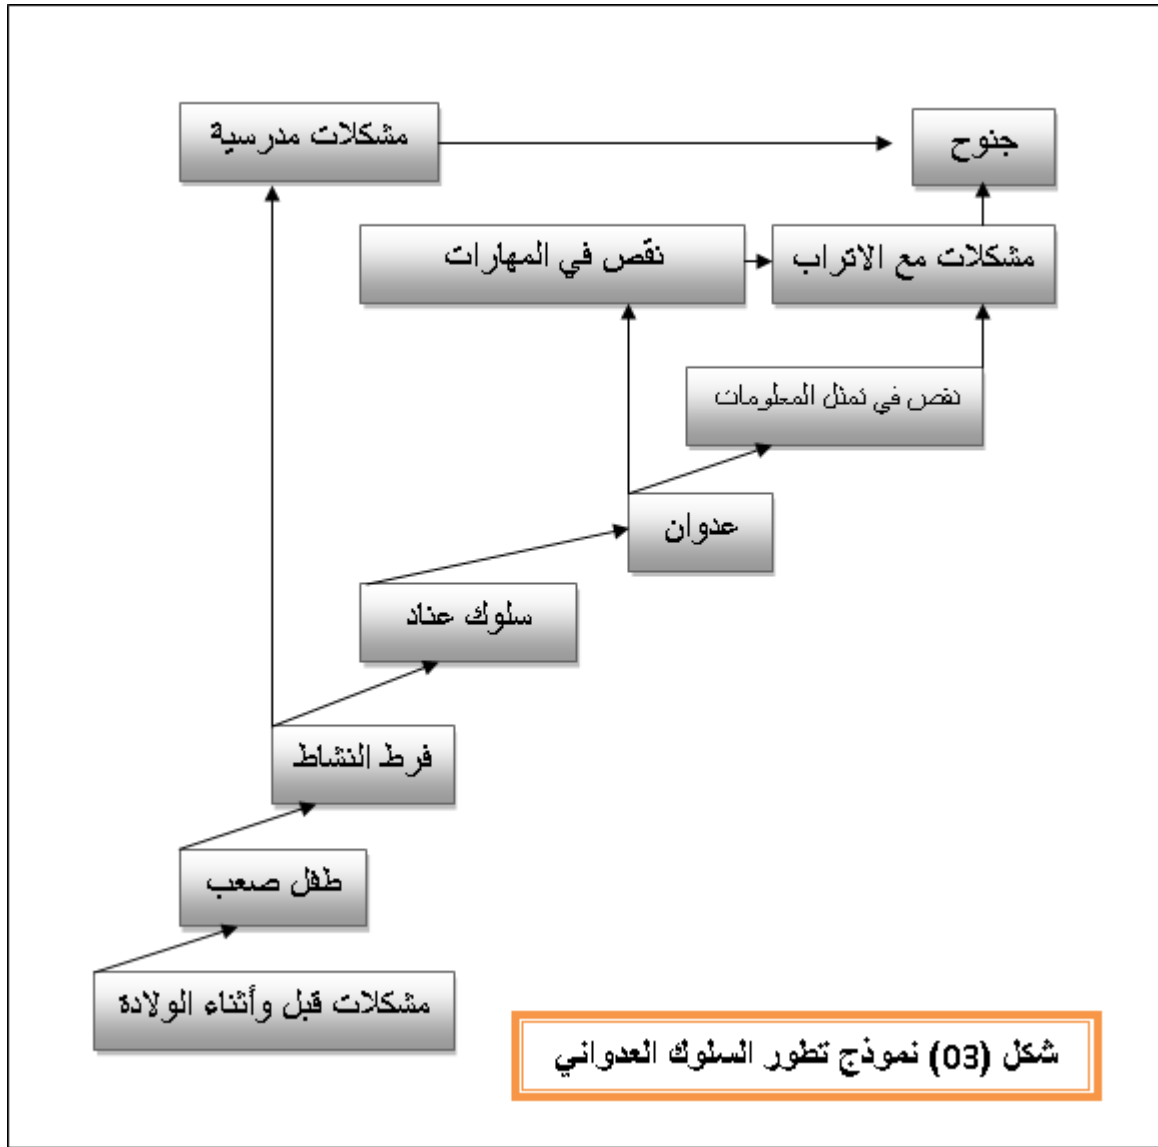 مشكلات مدرسية
جنوح
نقص في المهارات
مشكلات مع الاتراب
نقص في تمثل المعلومات
عدوان
سلوك عناد
فرط النشاط
طفل صعب
مشكلات قبل وأثناء الولادة
شكل (03) نموذج تطور السلوك العدواني